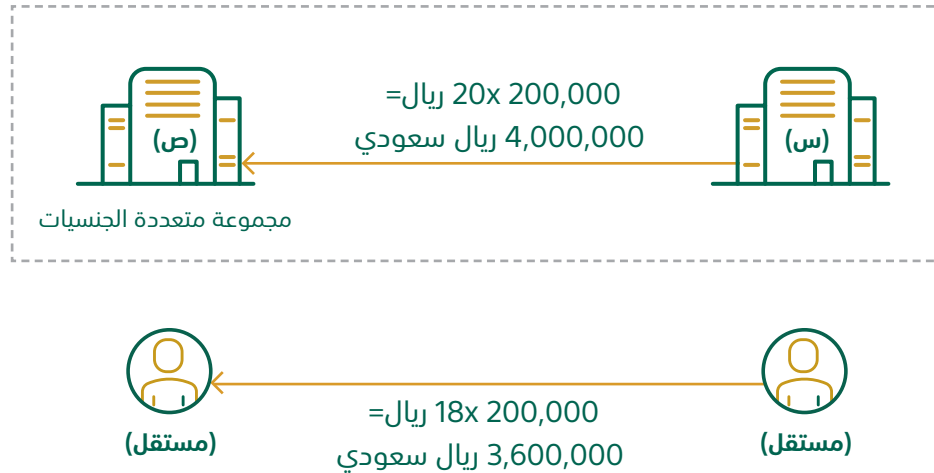 200,000 20x ريال=
4,000,000 ريال سعودي
(س)
(ص)
مجموعة متعددة الجنسيات
200,000 18x ريال=
3,600,000 ريال سعودي
(مستقل)
(مستقل)